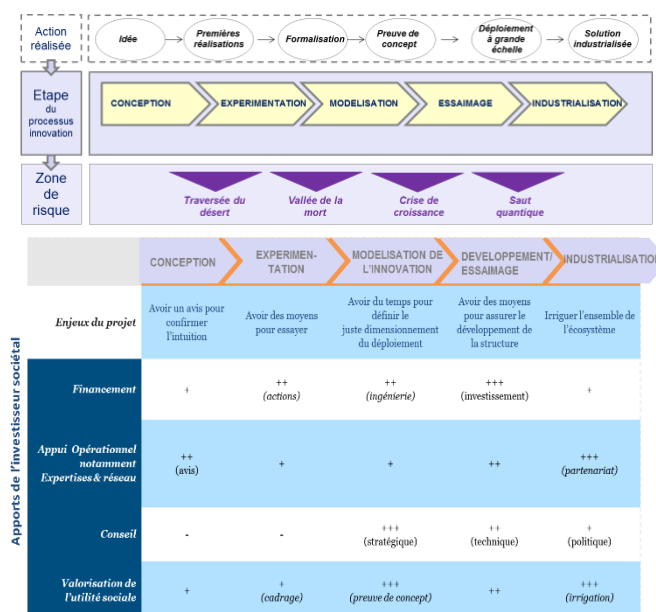 Action
réalisée
Idée
Premières
réalisations
Formalisation
Preuve de
concept
Déploiement
à grande
échelle
Solution
industrialisée
Etape
du
processus
innovation
CONCEPTION
EXPERIMENTATION
MODELISATION
ESSAIMAGE
INDUSTRIALISATION
Zone
de
risque
Traversée du
désert
Vallée de la
mort
Crise de
croissance
Saut
quantique
CONCEPTION
EXPERIMEN-
TATION
MODELISATION DE
L'INNOVATION
DEVELOPPEMENT/
ESSAIMAGE
INDUSTRIALISATION
Enjeux du projet
Avoir un avis pour
confirmer
l'intuition
Avoir des moyens
pour essayer
Avoir du temps pour
définir le
juste dimensionnement
du déploiement
Avoir des moyens
pour assurer le
développement de
la structure
Irriguer l'ensemble de
l'écosystème
Apports de l'investisseur sociétal
Financement
+
++
(actions)
++
(ingénierie)
+++
(investissement)
+
Appui Opérationnel
notamment
Expertises & réseau
++
(avis)
+
+
++
+++
(partenariat)
Conseil
-
-
+++
(stratégique)
++
(technique)
+
(politique)
Valorisation de
l'utilité sociale
+
+
(cadrage)
+++
(preuve de concept)
++
+++
(irrigation)